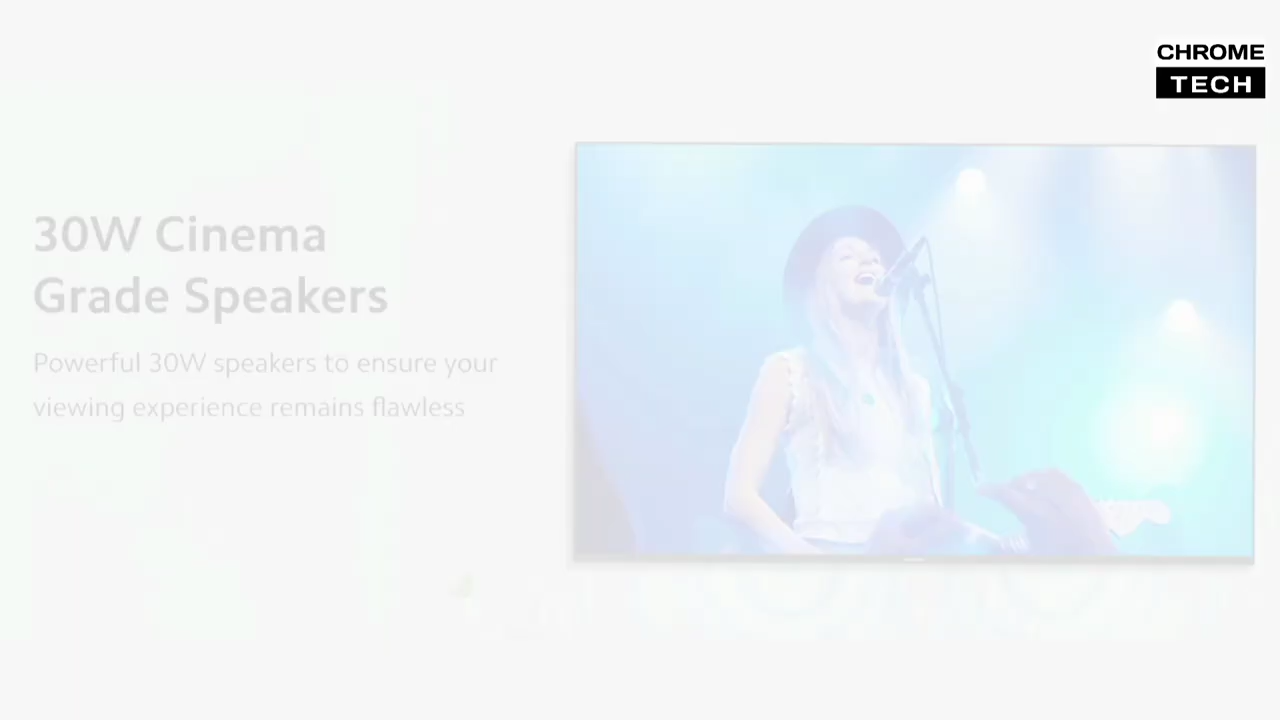 CHROME
TECH
30W Cinema
Grade Speakers
Powerful 30W speakers to ensure your
viewing experience remains flawless